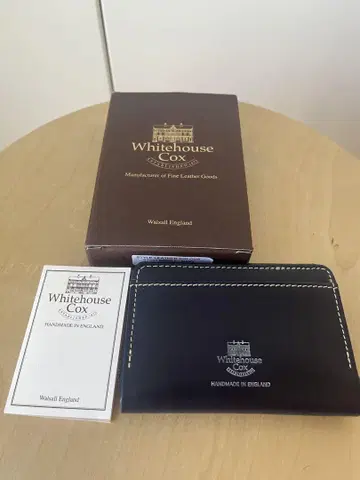 Whitehouse
Cox
Manufacturer of Fine Leather Goods
Walsall England
Whitehouse
Cox
HANDMADE IN ENGLAND
Walsall England
Whitehouse
Cox
HANDMADE IN ENGLAND